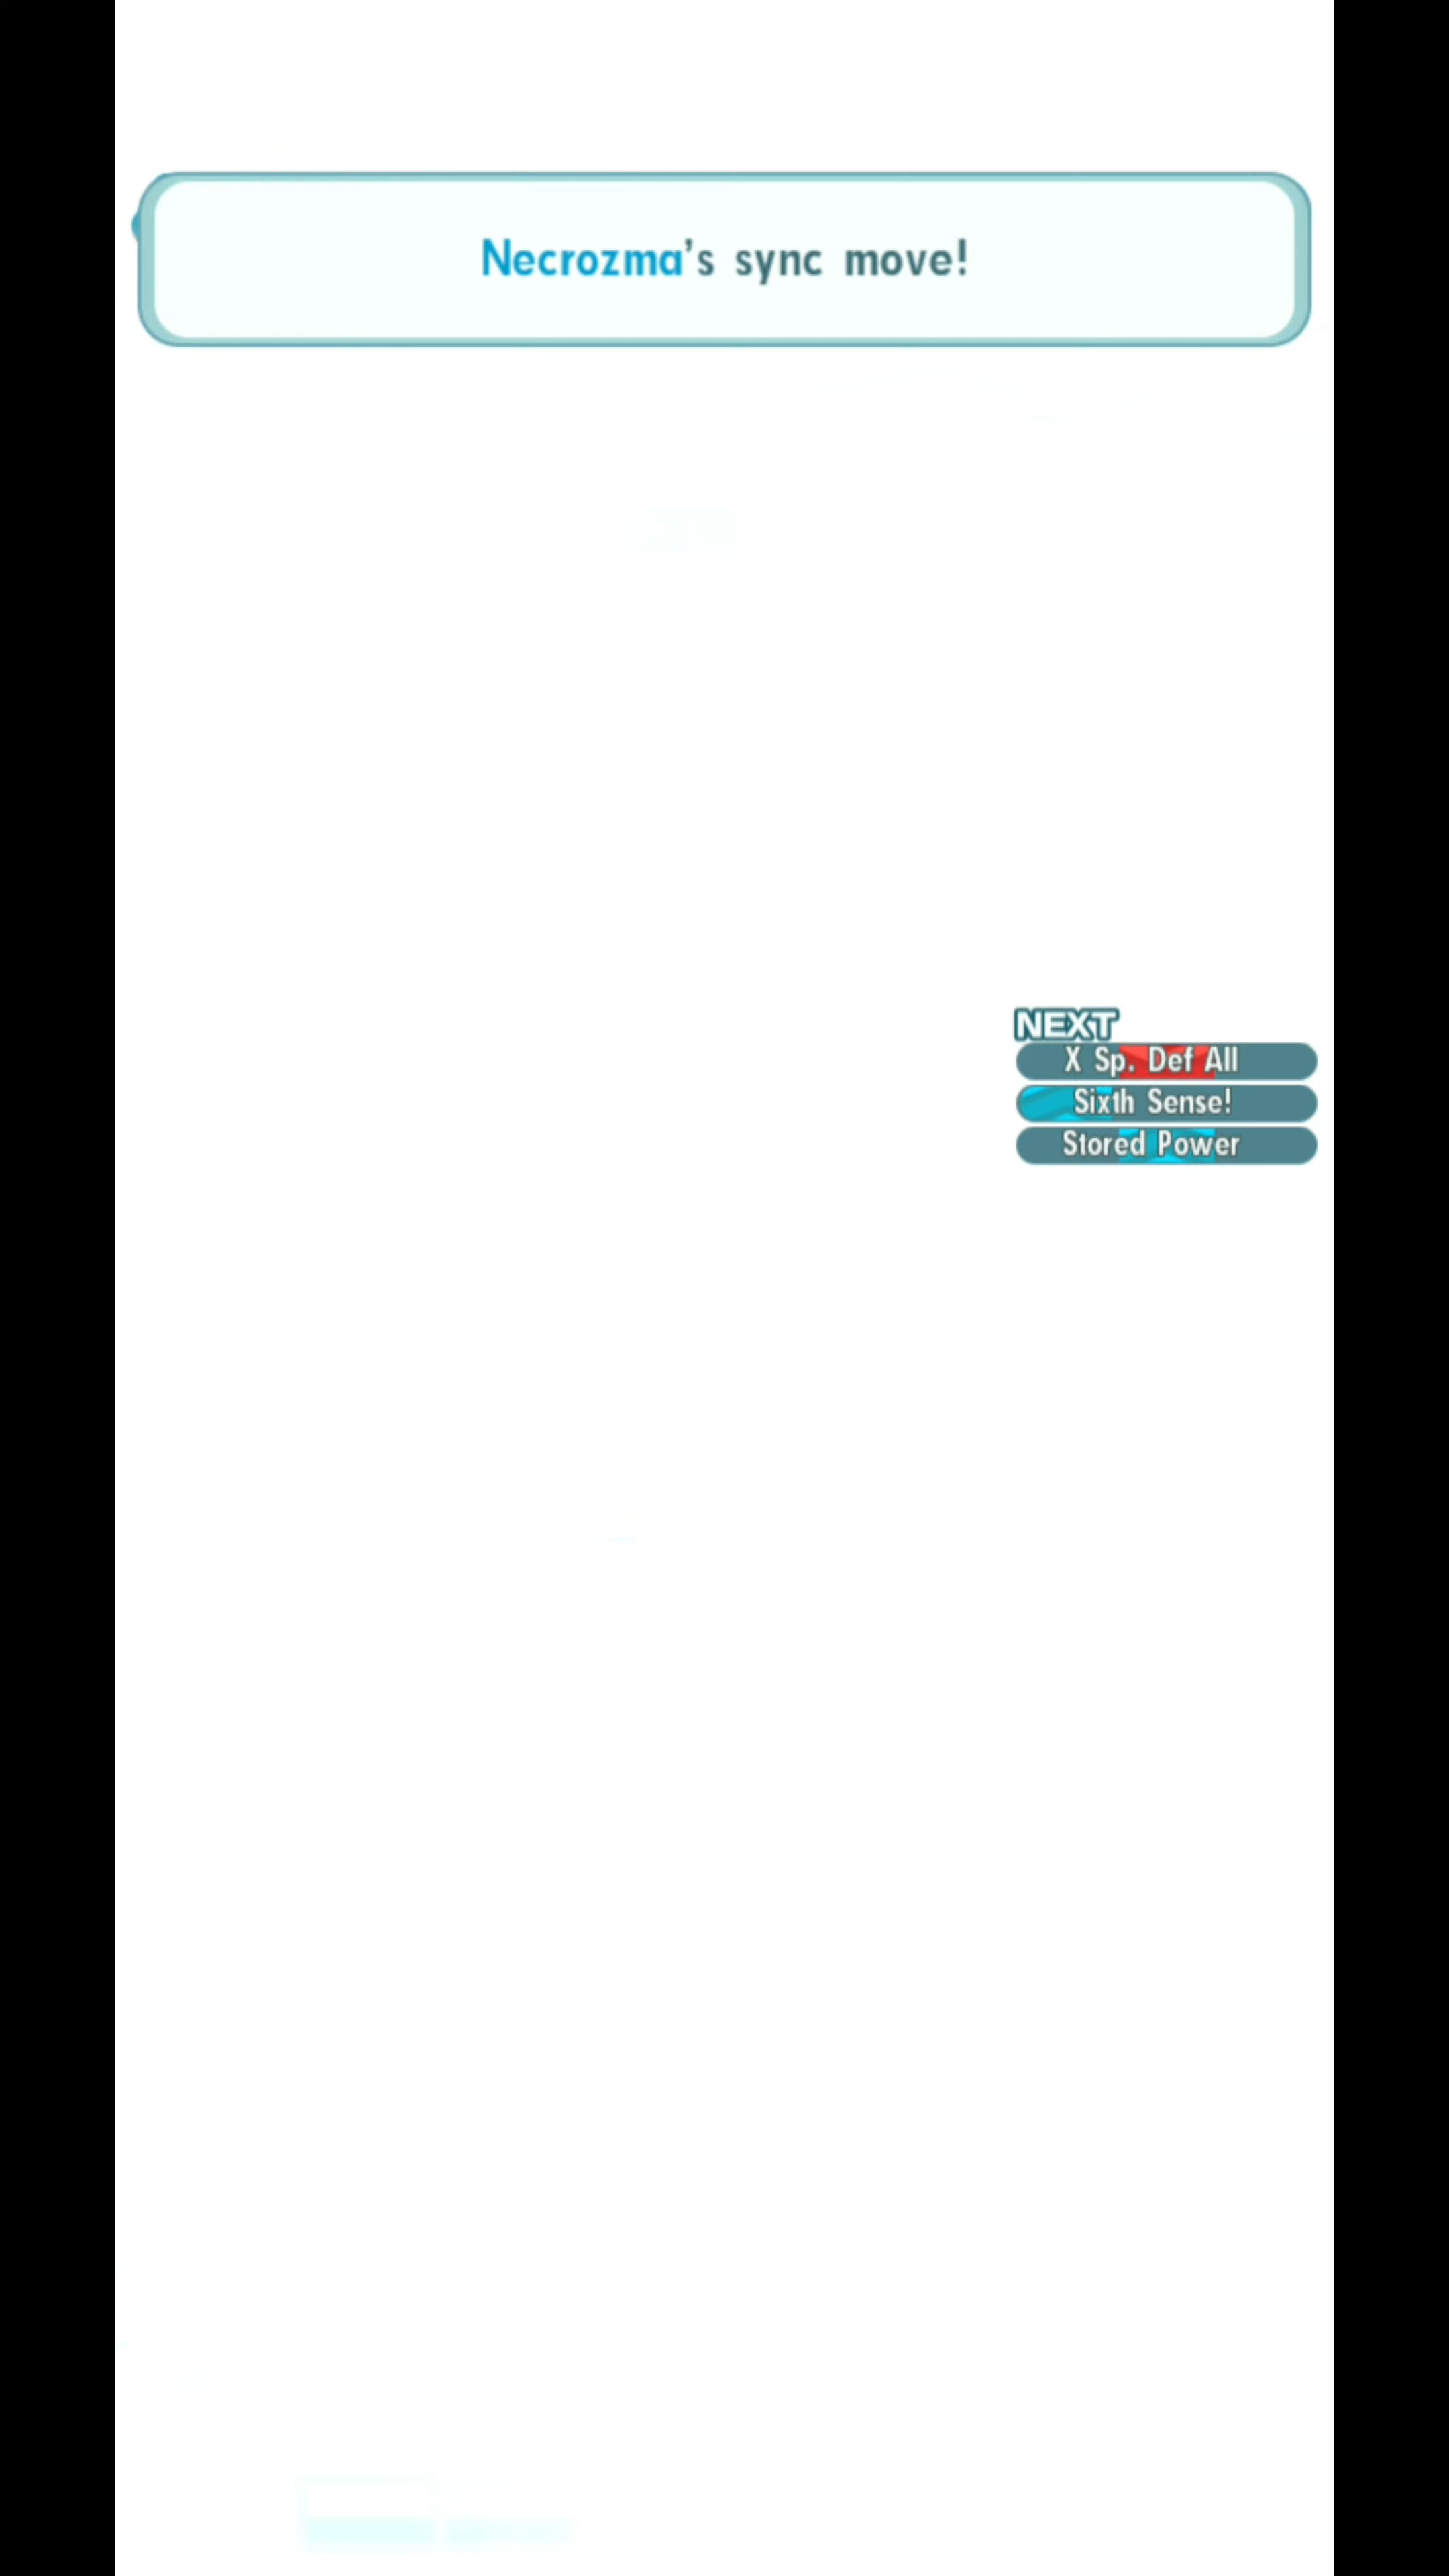 Necrozma's sync move!
NEXT
X Sp. Def All
Sixth Sense!
Stored Power